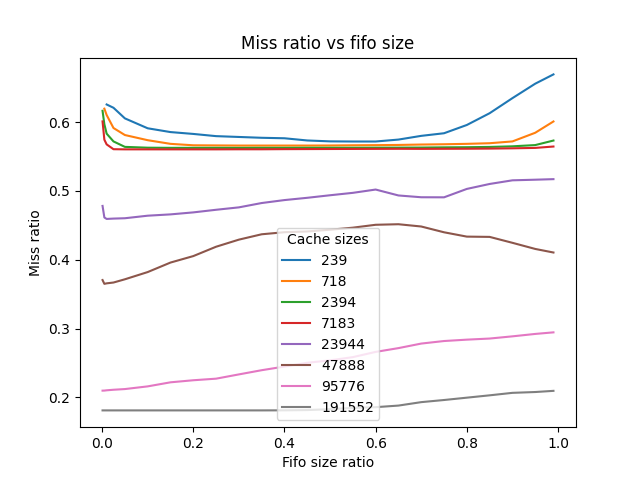 Miss ratio vs fifo size
Miss ratio
0.6
0.5
0.4
0.3
0.2
Cache sizes
239
718
2394
7183
23944
47888
95776
191552
0.0 0.2 0.4 0.6 0.8 1.0
Fifo size ratio